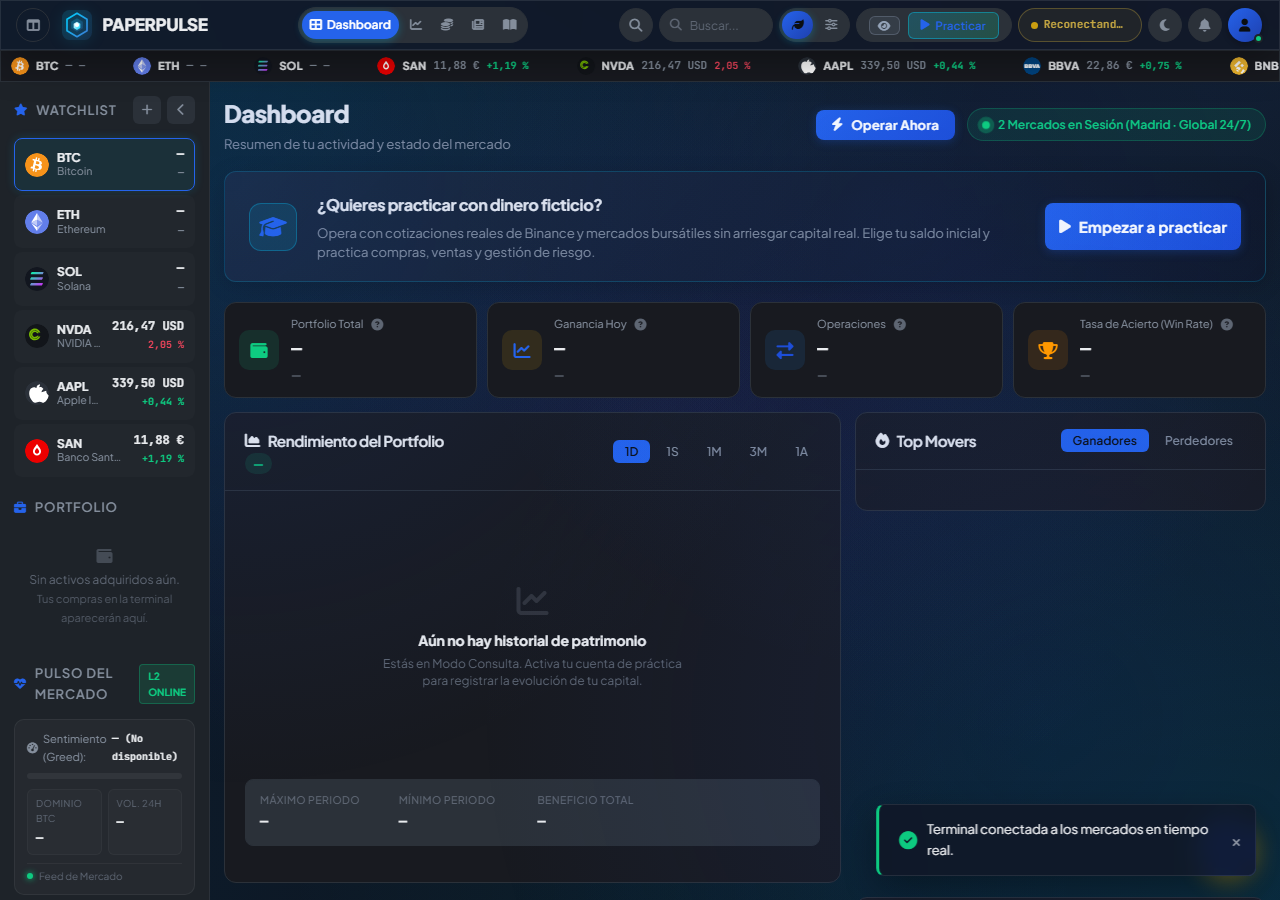 PAPERPULSE
Dashboard
Buscar...
Practicar
Reconectand…
BTC — —
ETH — —
SOL — —
SAN 11,88 € +1,19 %
NVDA 216,47 USD 2,05 %
AAPL 339,50 USD +0,44 %
BBVA 22,86 € +0,75 %
BNB
WATCHLIST
BTC —
Bitcoin —
ETH —
Ethereum —
SOL —
Solana —
NVDA 216,47 USD
NVIDIA ... 2,05 %
AAPL 339,50 USD
Apple I... +0,44 %
SAN 11,88 €
Banco Sant... +1,19 %
PORTFOLIO
Sin activos adquiridos aún.
Tus compras en la terminal
aparecerán aquí.
PULSO DEL
MERCADO
L2
ONLINE
Sentimiento
(Greed):
— (No
disponible)
DOMINIO
BTC
—
VOL. 24H
—
Feed de Mercado
Dashboard
Resumen de tu actividad y estado del mercado
Operar Ahora
2 Mercados en Sesión (Madrid · Global 24/7)
¿Quieres practicar con dinero ficticio?
Opera con cotizaciones reales de Binance y mercados bursátiles sin arriesgar capital real. Elige tu saldo inicial y
practica compras, ventas y gestión de riesgo.
Empezar a practicar
Portfolio Total ?
—
—
Ganancia Hoy ?
—
—
Operaciones ?
—
—
Tasa de Acierto (Win Rate) ?
—
—
Rendimiento del Portfolio
—
1D 1S 1M 3M 1A
Aún no hay historial de patrimonio
Estás en Modo Consulta. Activa tu cuenta de práctica
para registrar la evolución de tu capital.
MÁXIMO PERIODO
—
MÍNIMO PERIODO
—
BENEFICIO TOTAL
—
Top Movers
Ganadores
Perdedores
Terminal conectada a los mercados en tiempo
real.
×